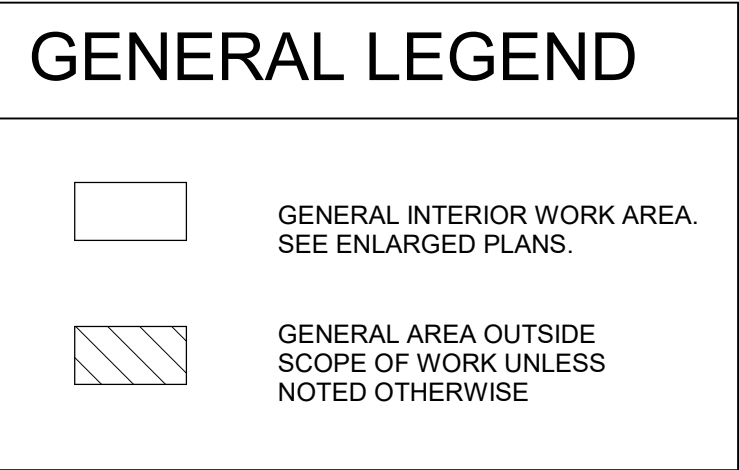 GENERAL LEGEND
GENERAL INTERIOR WORK AREA.
SEE ENLARGED PLANS.
GENERAL AREA OUTSIDE
SCOPE OF WORK UNLESS
NOTED OTHERWISE